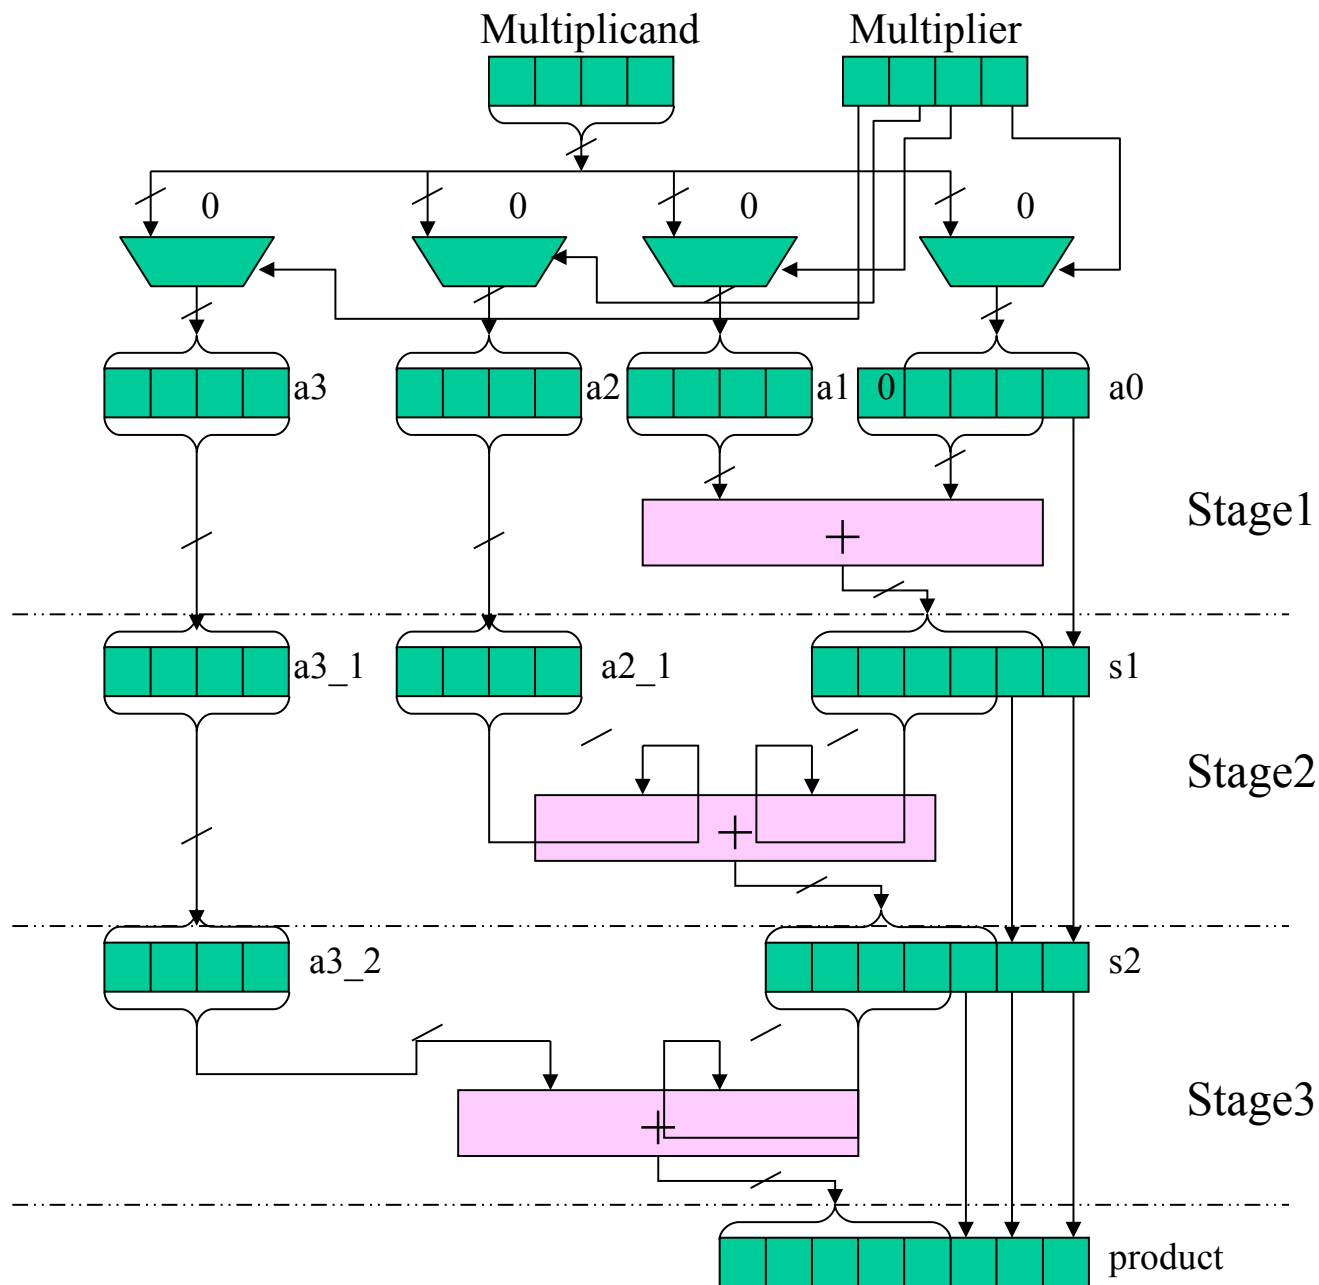 Multiplicand
Multiplier
0
0
0
0
a3
a2
a1
0
a0
+
Stage1
a3_1
a2_1
s1
+
Stage2
a3_2
s2
+
Stage3
product